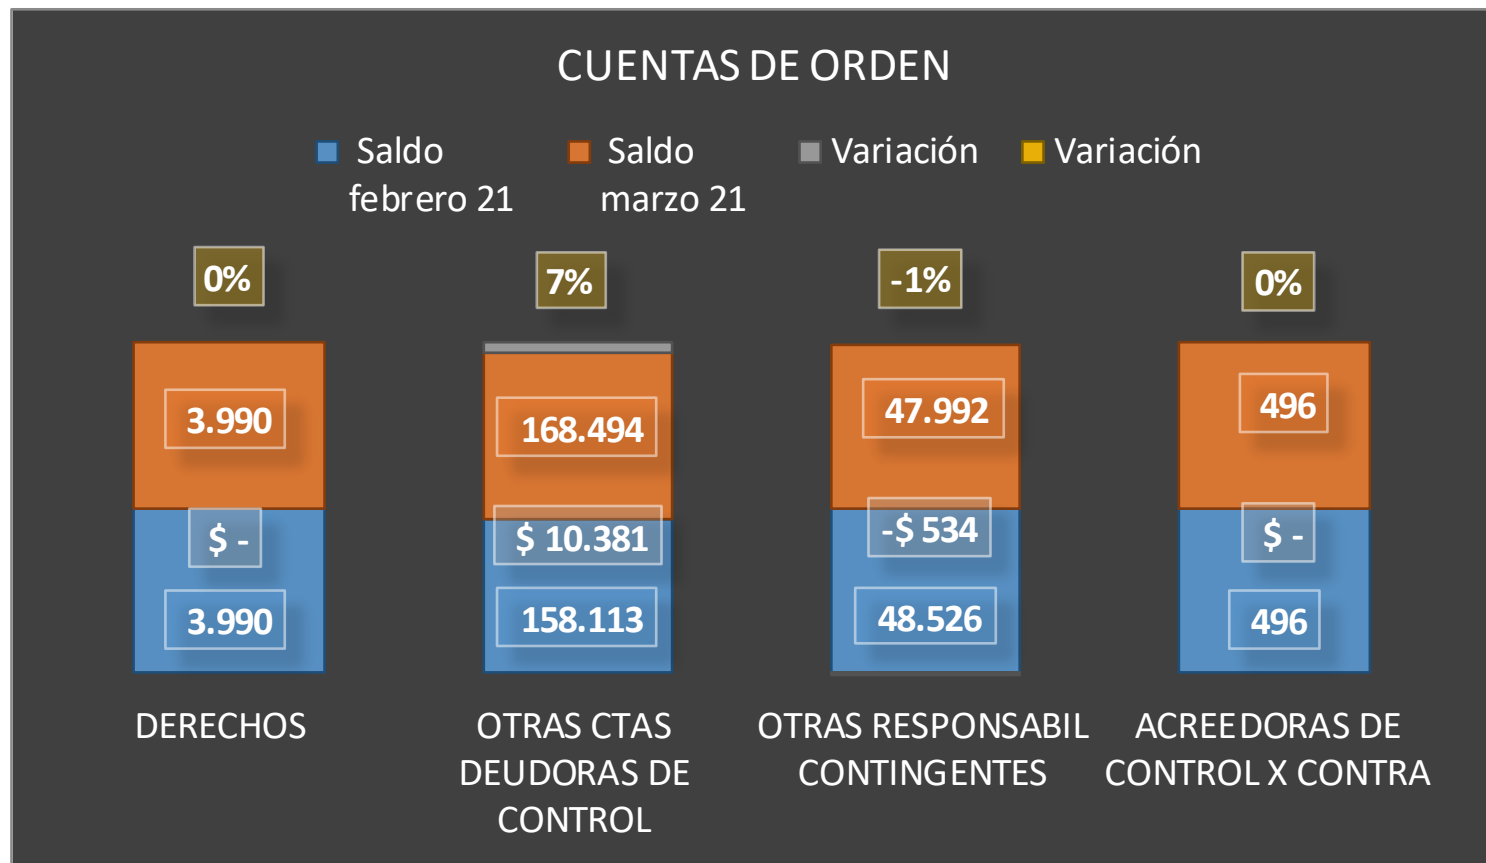 CUENTAS DE ORDEN
Saldo febrero 21
Saldo marzo 21
Variación
Variación
0%
7%
-1%
0%
3.990
168.494
47.992
496
$ -
$ 10.381
-$ 534
$ -
3.990
158.113
48.526
496
DERECHOS
OTRAS CTAS
DEUDORAS DE
CONTROL
OTRAS RESPONSABIL
CONTINGENTES
ACREEDORAS DE
CONTROL X CONTRA